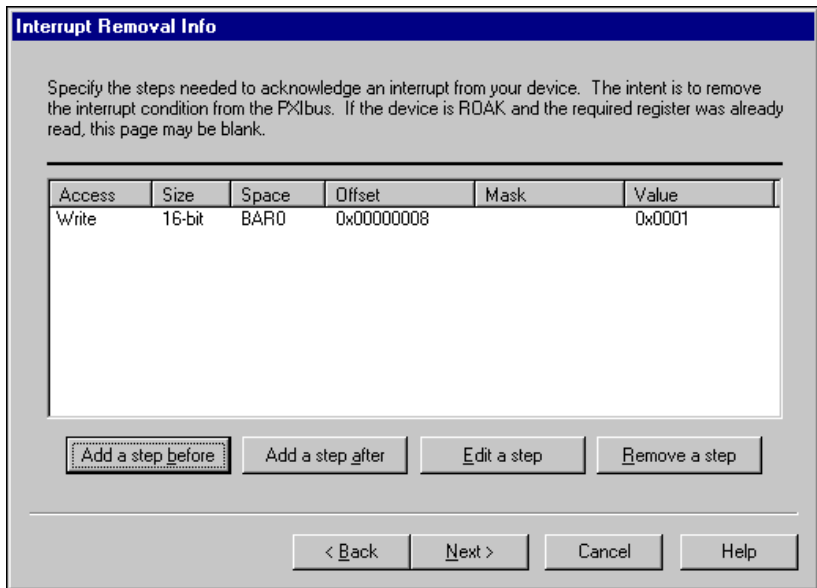 Interrupt Removal Info
Specify the steps needed to acknowledge an interrupt from your device. The intent is to remove
the interrupt condition from the PXIbus. If the device is ROAK and the required register was already
read, this page may be blank.
Access Size Space Offset Mask Value
Write 16-bit BAR0 0x00000008 0x0001
Add a step before Add a step after Edit a step Remove a step
< Back Next > Cancel Help